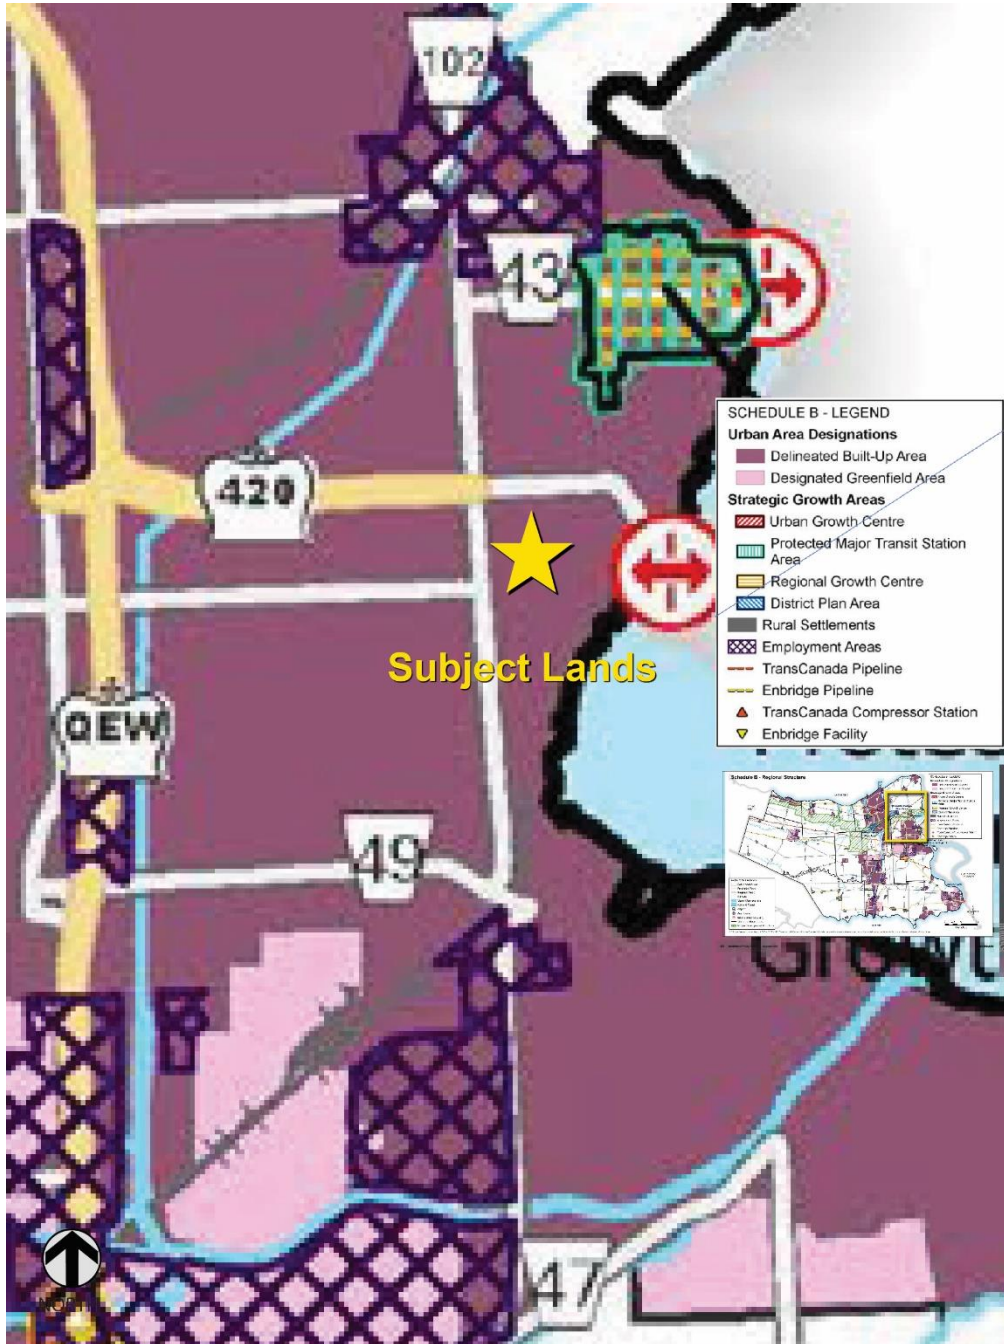 102
43
SCHEDULE B - LEGEND
Urban Area Designations
Delineated Built-Up Area
Designated Greenfield Area
Strategic Growth Areas
Urban Growth Centre
Protected Major Transit Station
Area
Regional Growth Centre
District Plan Area
Rural Settlements
Employment Areas
TransCanada Pipeline
Enbridge Pipeline
TransCanada Compressor Station
Enbridge Facility
420
Subject Lands
QEW
Schedule B - Regional Structure
49
47
NORTH